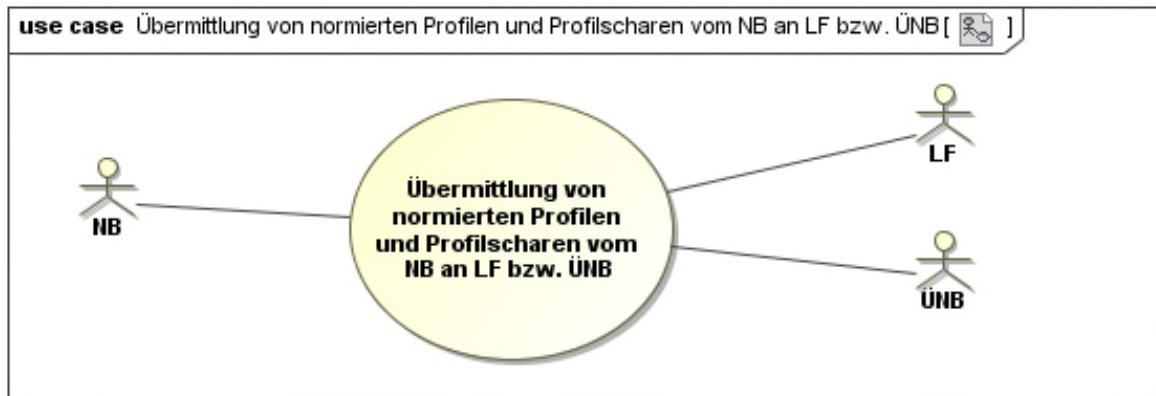 use case Übermittlung von normierten Profilen und Profilscharen vom NB an LF bzw. ÜNB [ ]
LF
NB
Übermittlung von
normierten Profilen
und Profilscharen vom
NB an LF bzw. ÜNB
ÜNB